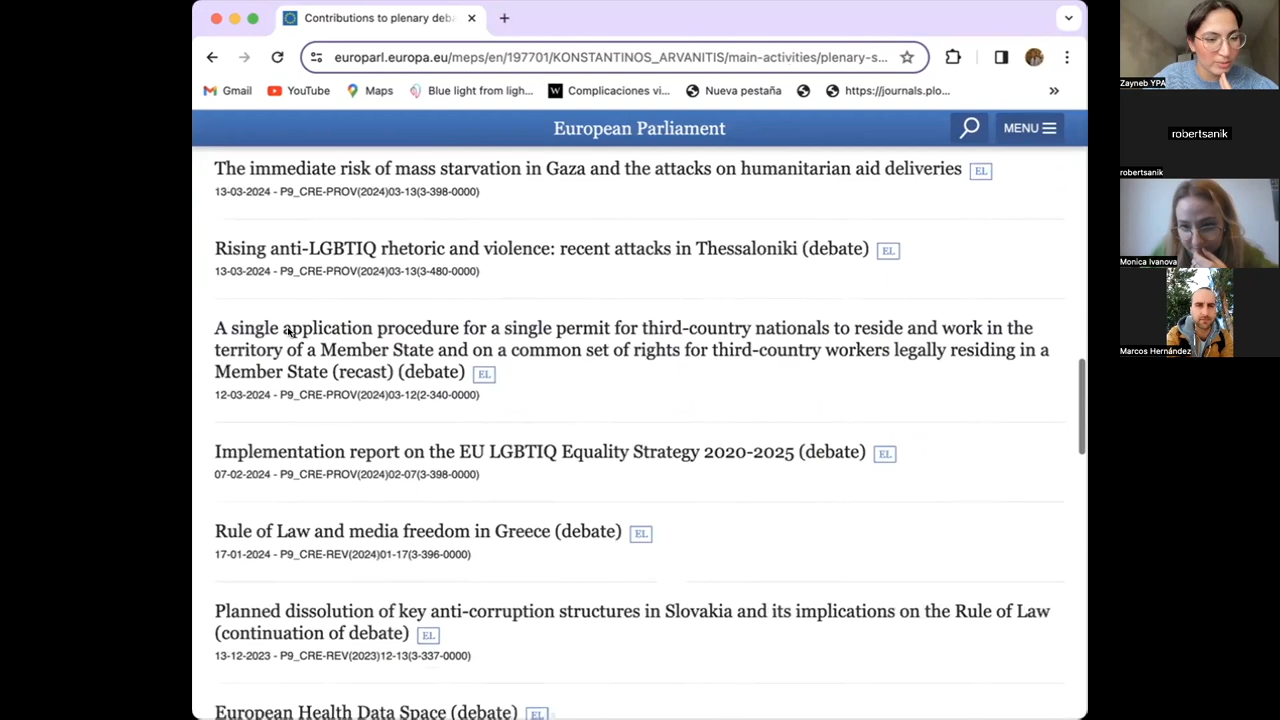 Contributions to plenary deba
europarl.europa.eu/meps/en/197701/KONSTANTINOS_ARVANITIS/main-activities/plenary-s...
Gmail
YouTube
Maps
Blue light from ligh...
W
Complicaciones vi...
Nueva pestaña
https://journals.plo...
»
European Parliament
MENU
The immediate risk of mass starvation in Gaza and the attacks on humanitarian aid deliveries EL
13-03-2024 - P9_CRE-PROV(2024)03-13(3-398-0000)
Rising anti-LGBTIQ rhetoric and violence: recent attacks in Thessaloniki (debate) EL
13-03-2024 - P9_CRE-PROV(2024)03-13(3-480-0000)
A single application procedure for a single permit for third-country nationals to reside and work in the
territory of a Member State and on a common set of rights for third-country workers legally residing in a
Member State (recast) (debate) EL
12-03-2024 - P9_CRE-PROV(2024)03-12(2-340-0000)
Implementation report on the EU LGBTIQ Equality Strategy 2020-2025 (debate) EL
07-02-2024 - P9_CRE-PROV(2024)02-07(3-398-0000)
Rule of Law and media freedom in Greece (debate) EL
17-01-2024 - P9_CRE-REV(2024)01-17(3-396-0000)
Planned dissolution of key anti-corruption structures in Slovakia and its implications on the Rule of Law
(continuation of debate) EL
13-12-2023 - P9_CRE-REV(2023)12-13(3-337-0000)
European Health Data Space (debate) EL
Zayneb YPA
robertsanik
robertsanik
Monica Ivanova
Marcos Hernández